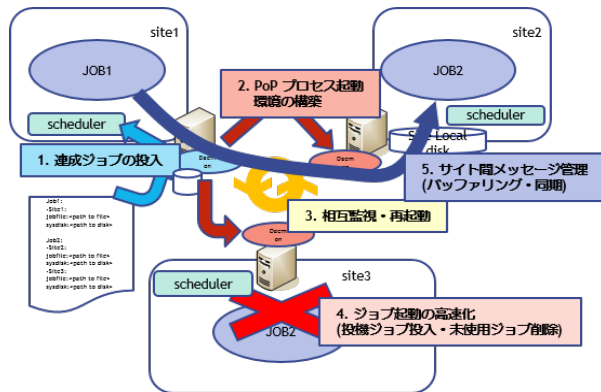 site1
JOB1
scheduler
1. 連成ジョブの投入
2. PoP プロセス起動
環境の構築
site2
JOB2
scheduler
Local
disk
Daem
on
Daem
on
5. サイト間メッセージ管理
(バッファリング・同期)
3. 相互監視・再起動
Daem
on
Job1:
-Site1:
jobfile:<path to file>
sysdisk:<path to disk>
Job2:
-Site2:
jobfile:<path to file>
sysdisk:<path to disk>
-Site3:
jobfile:<path to file>
sysdisk:<path to disk>
scheduler
site3
JOB2
4. ジョブ起動の高速化
(投機ジョブ投入・未使用ジョブ削除)